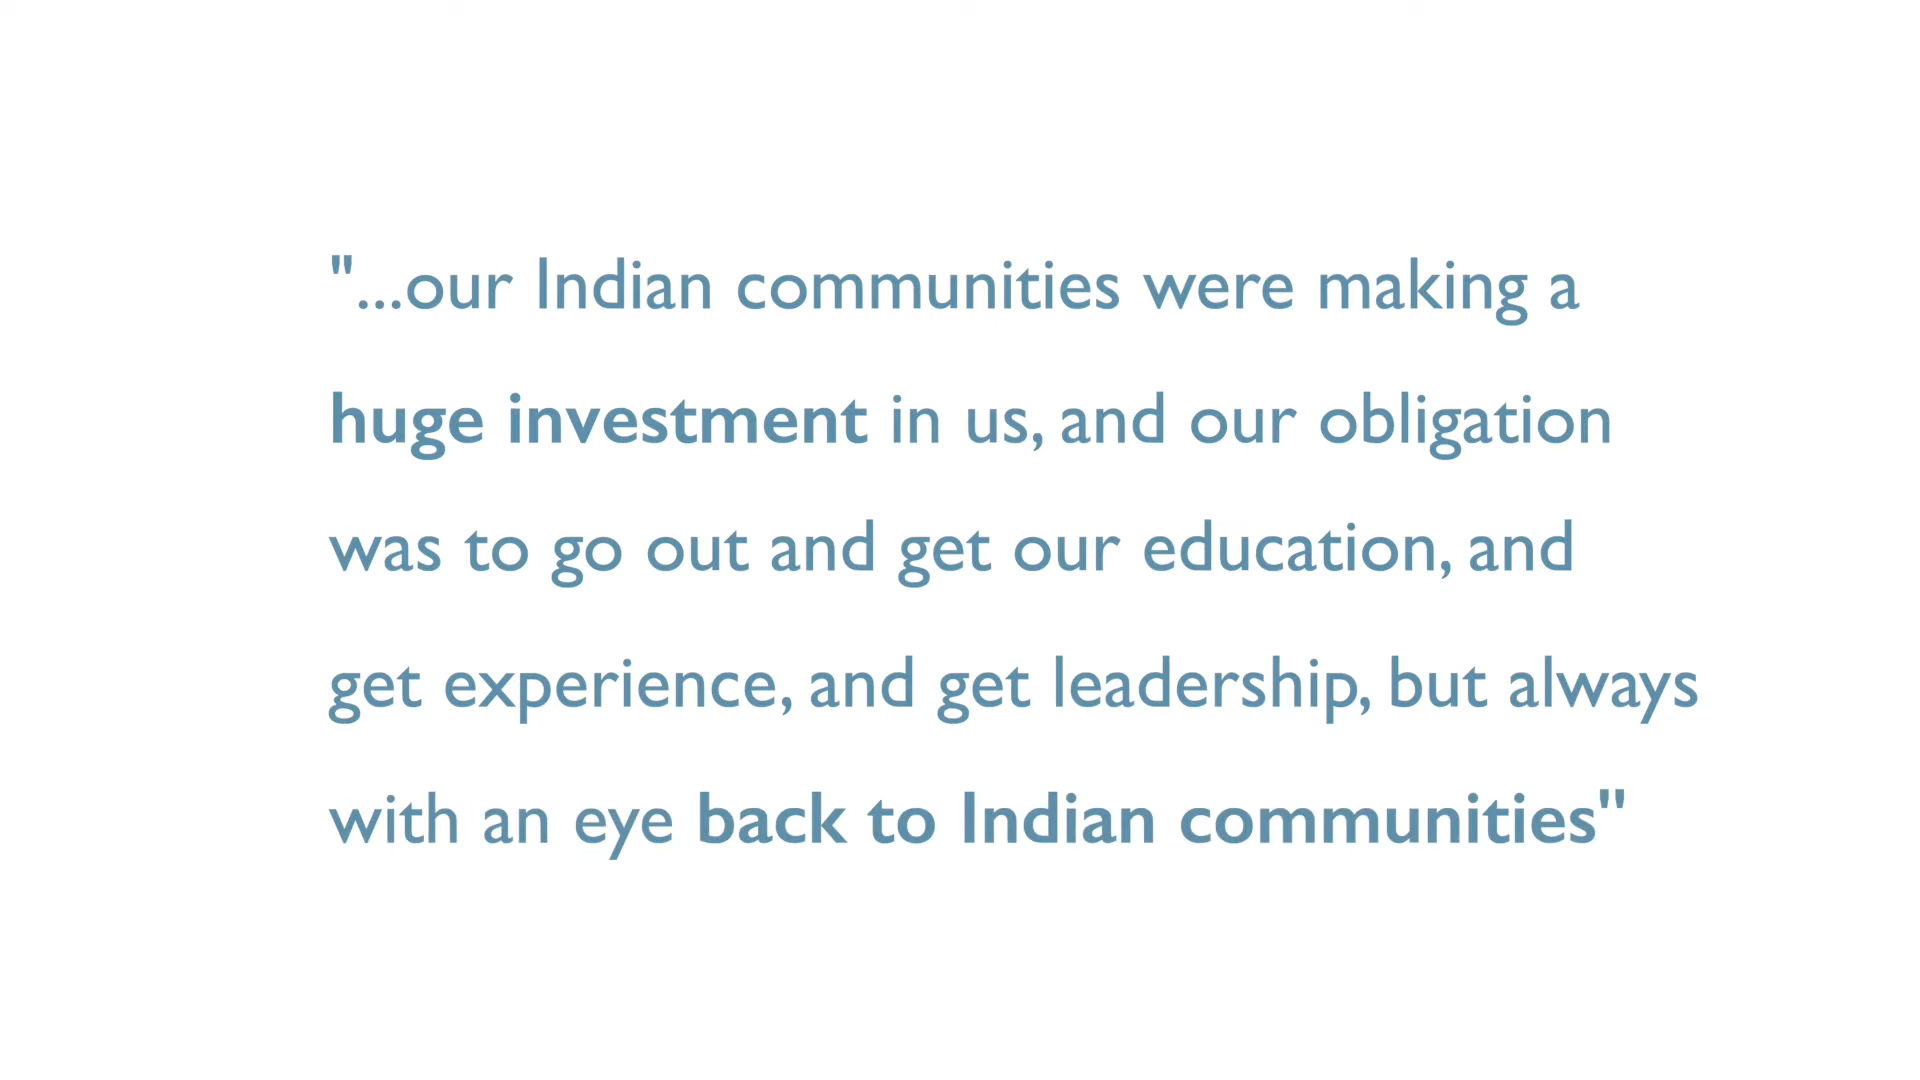 "...our Indian communities were making a
huge investment in us, and our obligation
was to go out and get our education, and
get experience, and get leadership, but always
with an eye back to Indian communities"